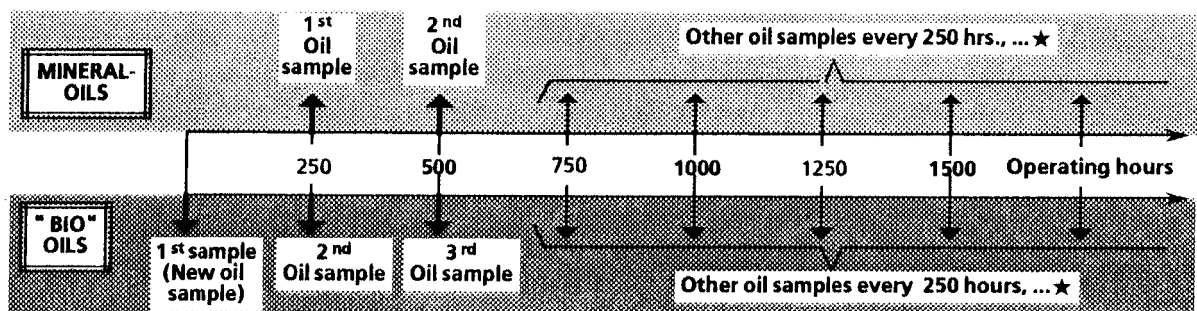 MINERAL-
OILS
1st
Oil
sample
2nd
Oil
sample
Other oil samples every 250 hrs., ... ★
250
500
750
1000
1250
1500
Operating hours
"BIO"
OILS
1st sample
(New oil
sample)
2nd
Oil sample
3rd
Oil sample
Other oil samples every 250 hours, ... ★